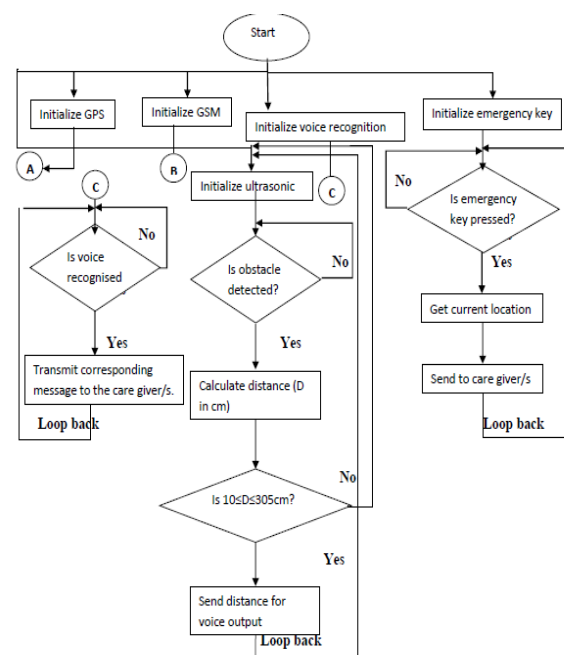 Start
Initialize GPS
Initialize GSM
Initialize voice recognition
Initialize emergency key
A
B
C
C
Initialize ultrasonic
No
Is emergency
key pressed?
No
Is voice
recognised
Is obstacle
detected?
No
Yes
Get current location
Yes
Yes
Transmit corresponding
message to the care giver/s.
Calculate distance (D
in cm)
Send to care giver/s
Loop back
Loop back
No
Is 10≤D≤305cm?
Yes
Send distance for
voice output
Loop back